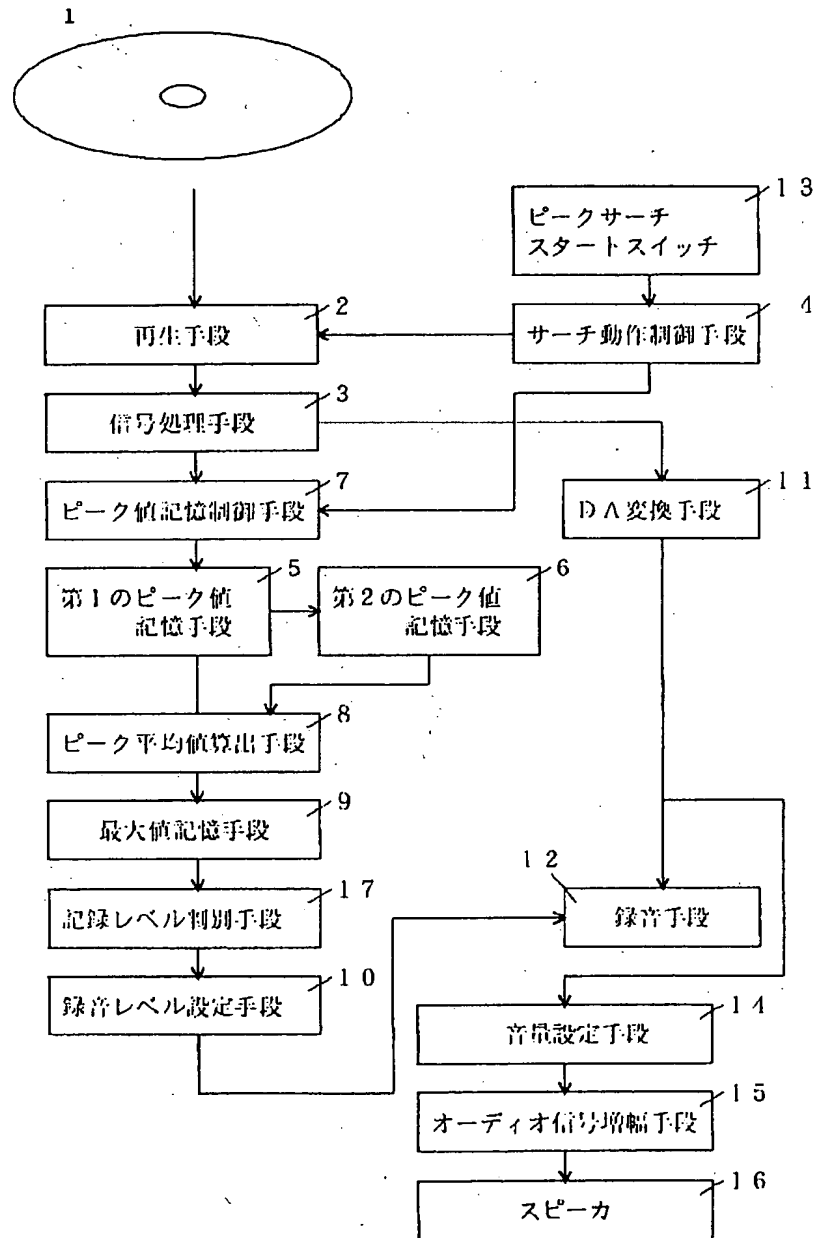 1
１３
ピークサーチ
スタートスイッチ
２
再生手段
４
サーチ動作制御手段
３
信号処理手段
７
ピーク値記憶制御手段
１１
ＤＡ変換手段
５
第１のピーク値
記憶手段
６
第２のピーク値
記憶手段
８
ピーク平均値算出手段
９
最大値記憶手段
１７
記録レベル判別手段
１２
録音手段
１０
録音レベル設定手段
１４
音量設定手段
１５
オーディオ信号増幅手段
１６
スピーカ